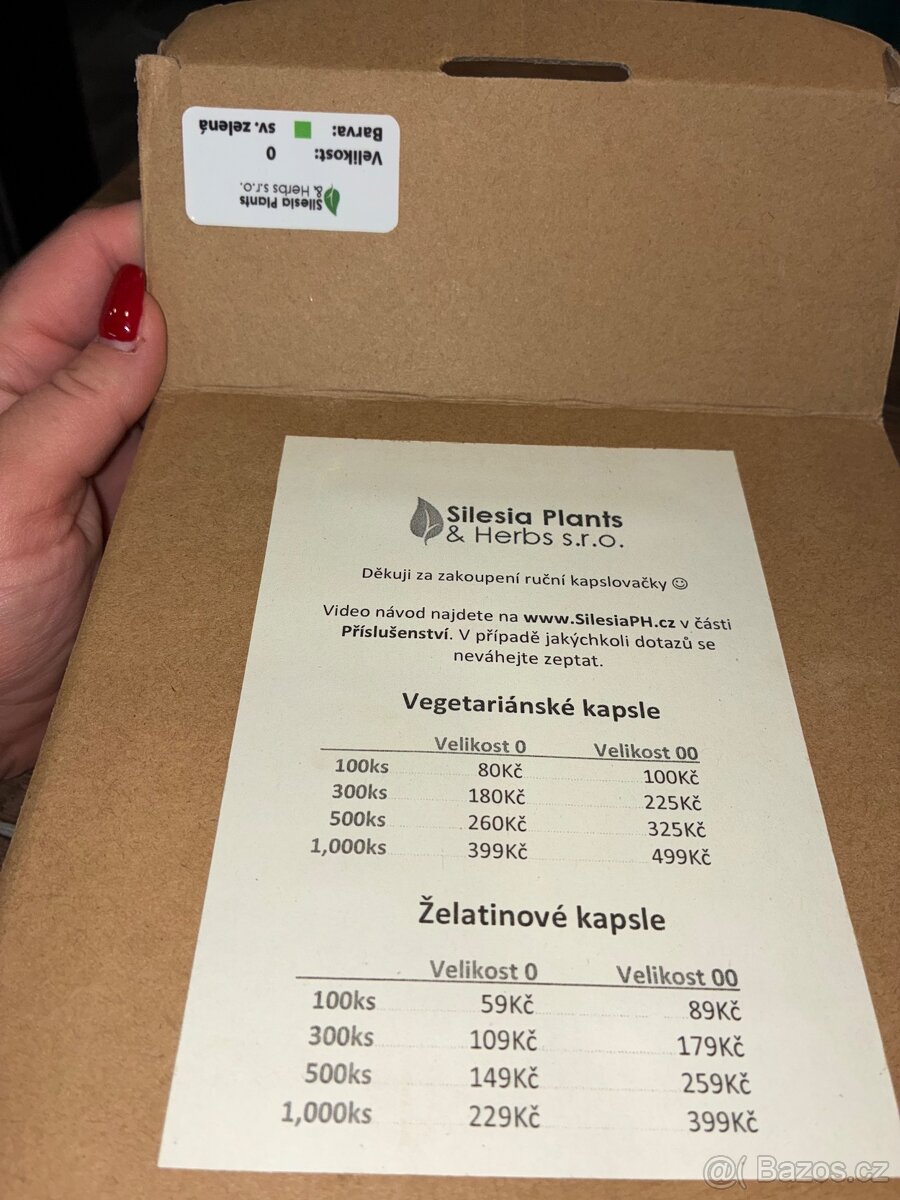 Silesia Plants
& Herbs s.r.o.
Velikost: 0
Barva: sv. zelená
Silesia Plants
& Herbs s.r.o.
Děkuji za zakoupení ruční kapslovačky ☺
Video návod najdete na www.SilesiaPH.cz v části
Příslušenství. V případě jakýchkoli dotazů se
neváhejte zeptat.
Vegetariánské kapsle
Velikost 0 Velikost 00
100ks 80Kč 100Kč
300ks 180Kč 225Kč
500ks 260Kč 325Kč
1,000ks 399Kč 499Kč
Želatinové kapsle
Velikost 0 Velikost 00
100ks 59Kč 89Kč
300ks 109Kč 179Kč
500ks 149Kč 259Kč
1,000ks 229Kč 399Kč
@( Bazos.cz